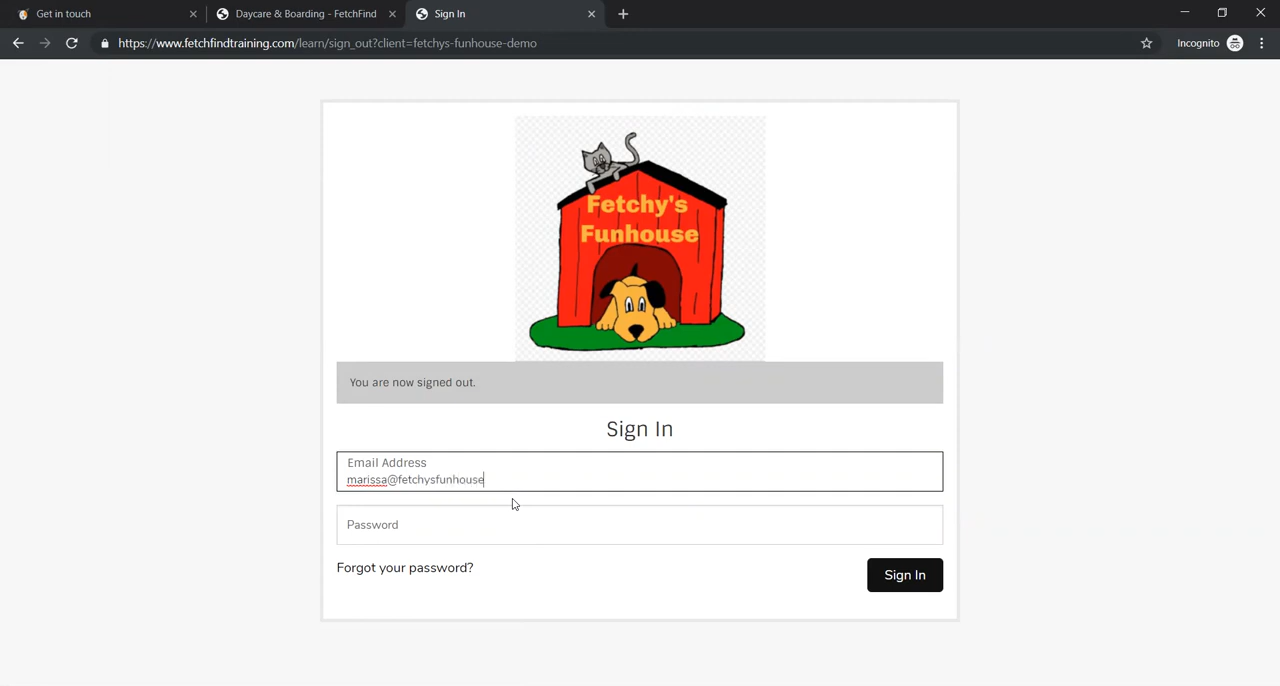 Get in touch
Daycare & Boarding - FetchFind
Sign In
https://www.fetchfindtraining.com/learn/sign_out?client=fetchys-funhouse-demo
Incognito
Fetchy's
Funhouse
You are now signed out.
Sign In
Email Address
marissa@fetchysfunhouse
Password
Forgot your password?
Sign In